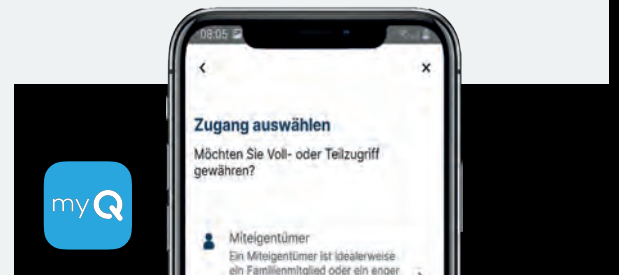 08:05
Zugang auswählen
Möchten Sie Voll- oder Teilzugriff
gewähren?
myQ
Miteigentümer
Ein Miteigentümer ist idealerweise
ein Familienmitglied oder ein enger